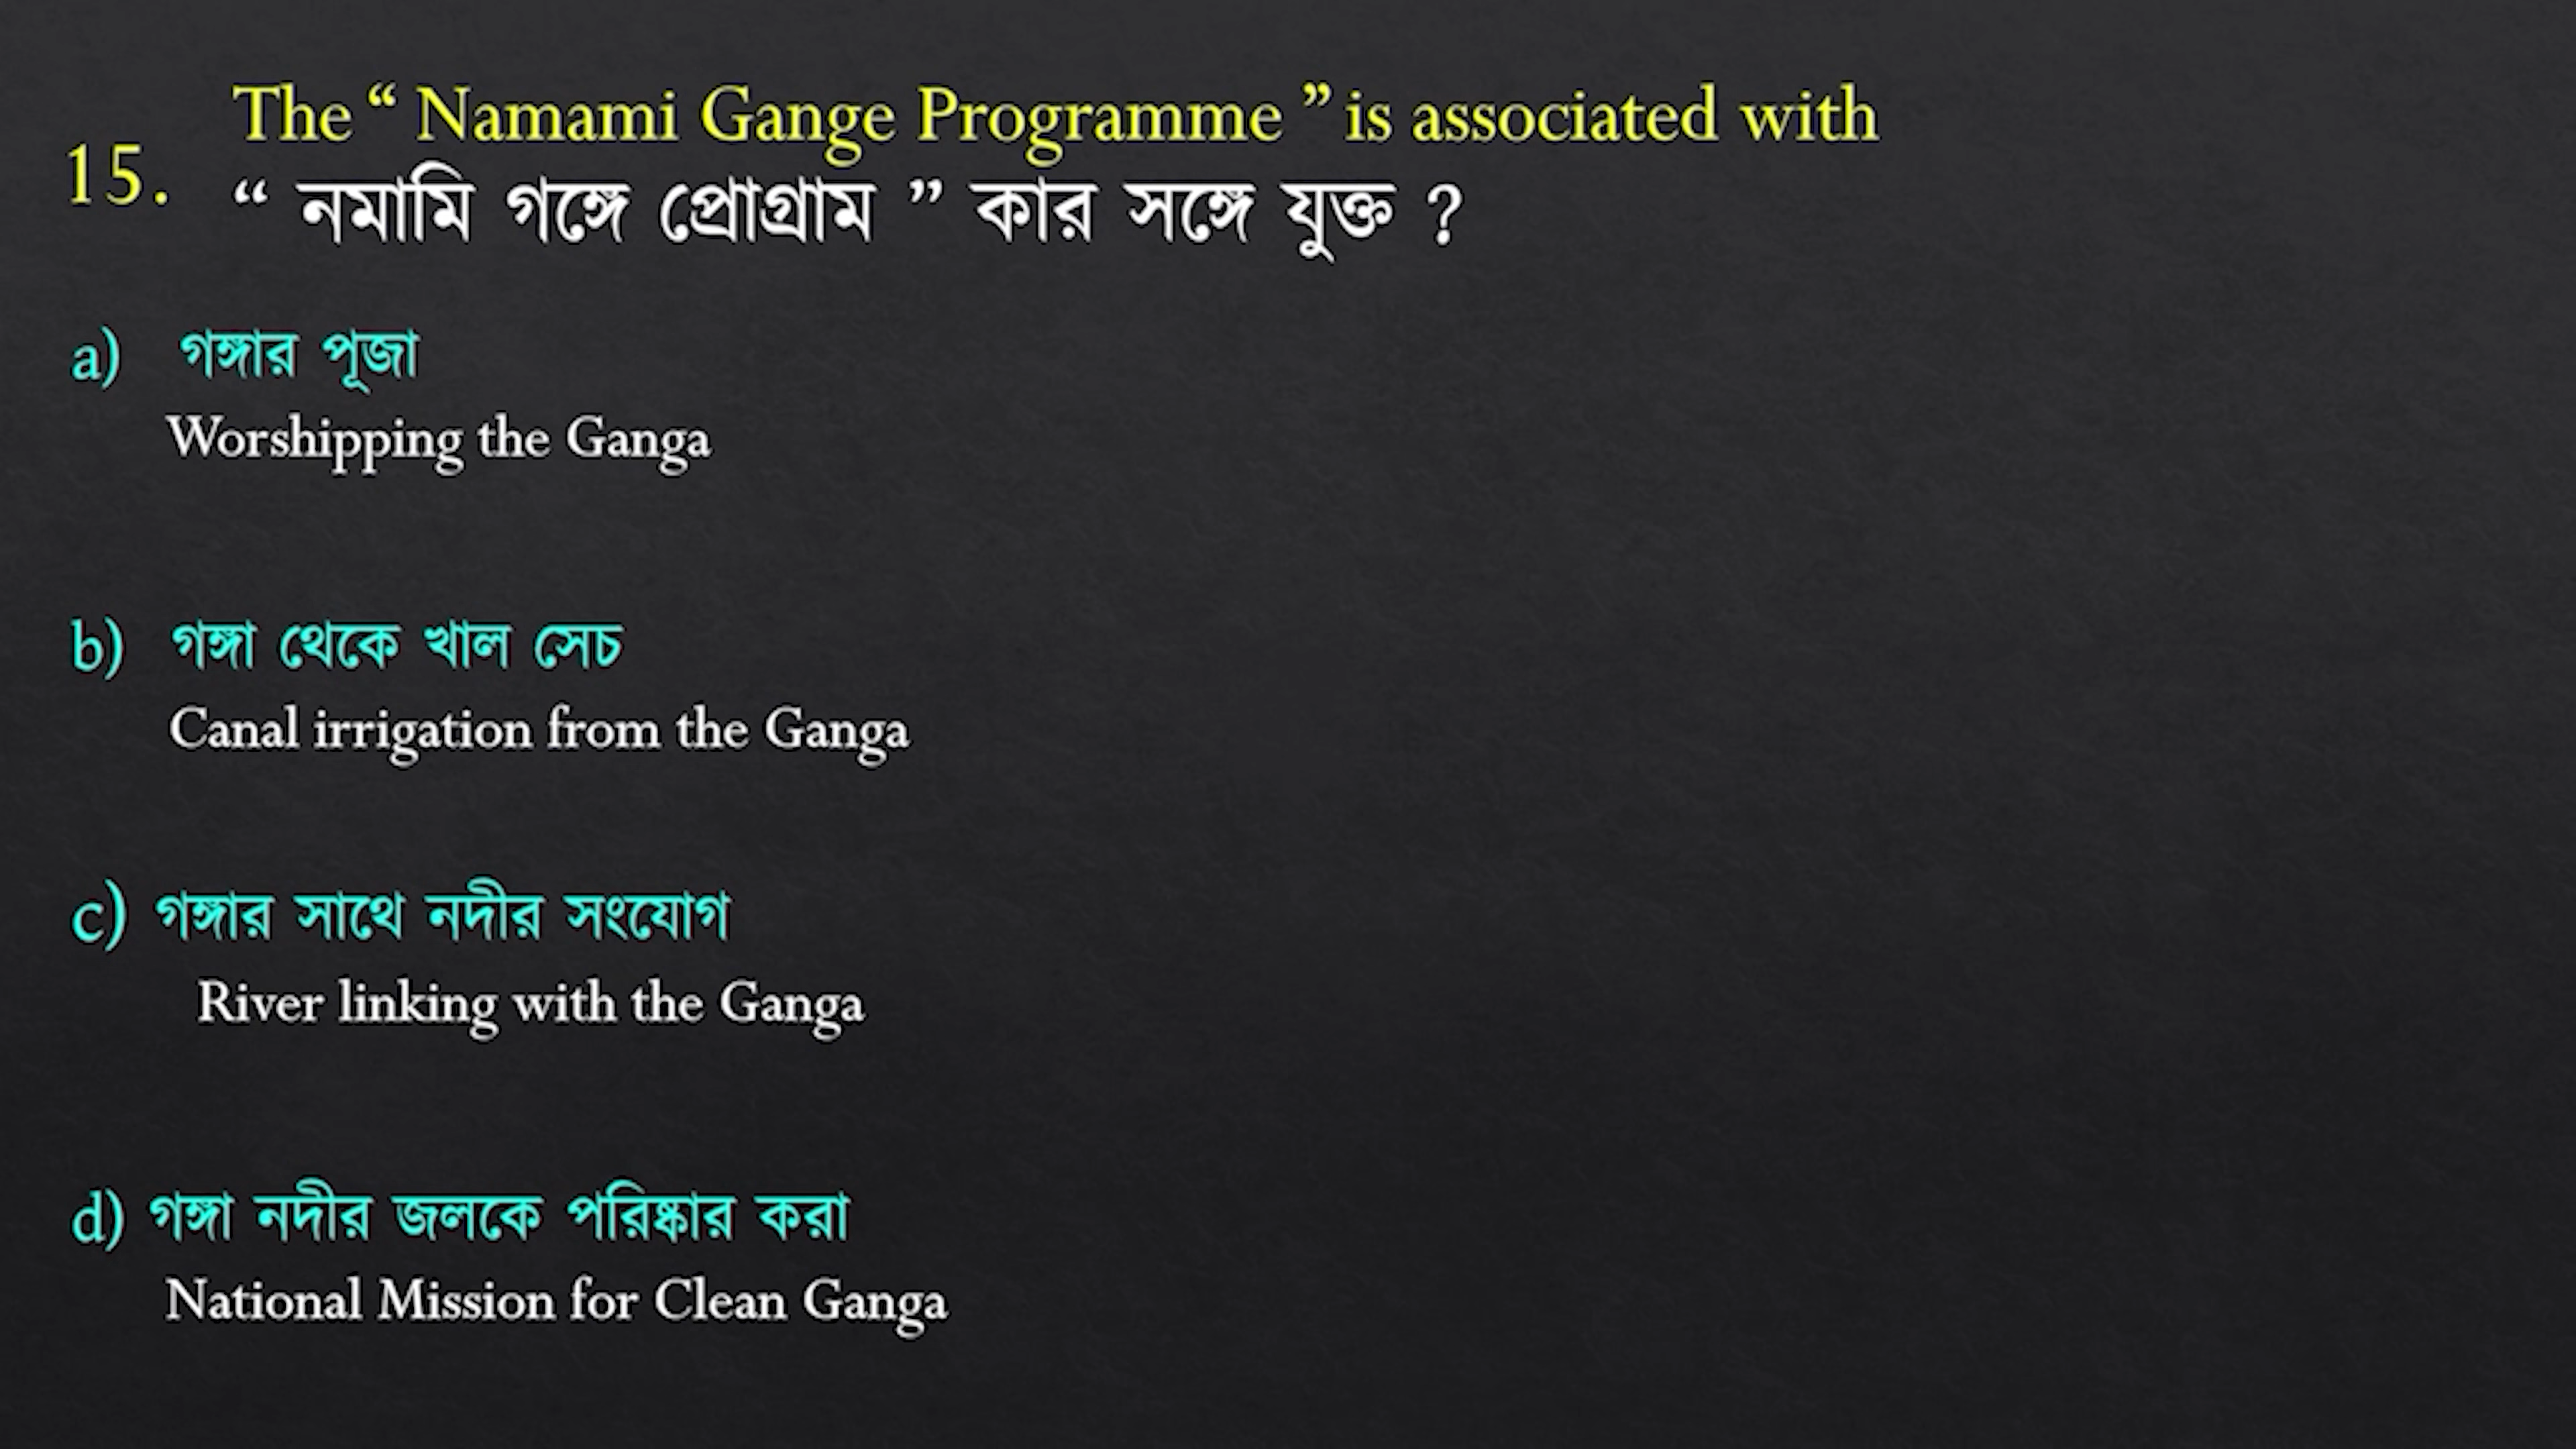 The “ Namami Gange Programme ” is associated with
15. “ নমামি গঙ্গে প্রোগ্রাম ” কার সঙ্গে যুক্ত ?
a) গঙ্গার পূজা
Worshipping the Ganga
b) গঙ্গা থেকে খাল সেচ
Canal irrigation from the Ganga
c) গঙ্গার সাথে নদীর সংযোগ
River linking with the Ganga
d) গঙ্গা নদীর জলকে পরিষ্কার করা
National Mission for Clean Ganga